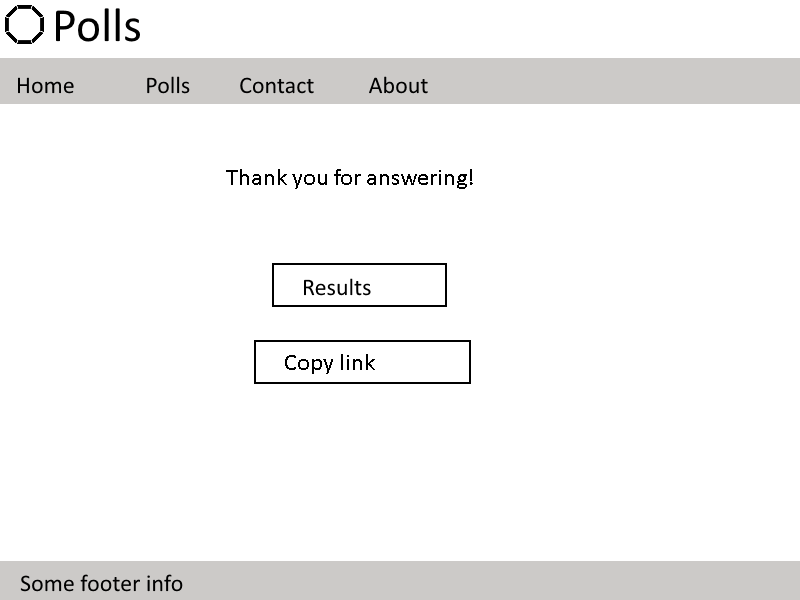 Polls
Home Polls Contact About
Thank you for answering!
Results
Copy link
Some footer info